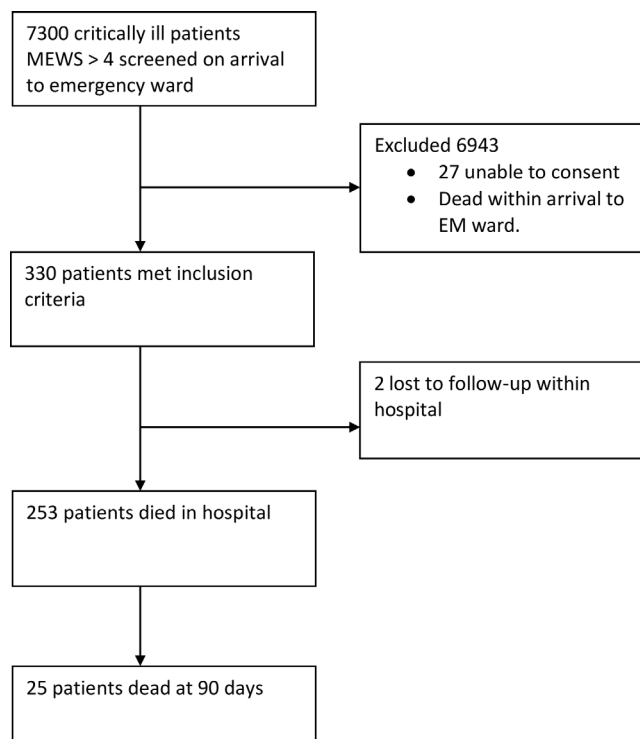 7300 critically ill patients
MEWS > 4 screened on arrival
to emergency ward
Excluded 6943
• 27 unable to consent
• Dead within arrival to
EM ward.
330 patients met inclusion
criteria
2 lost to follow-up within
hospital
253 patients died in hospital
25 patients dead at 90 days